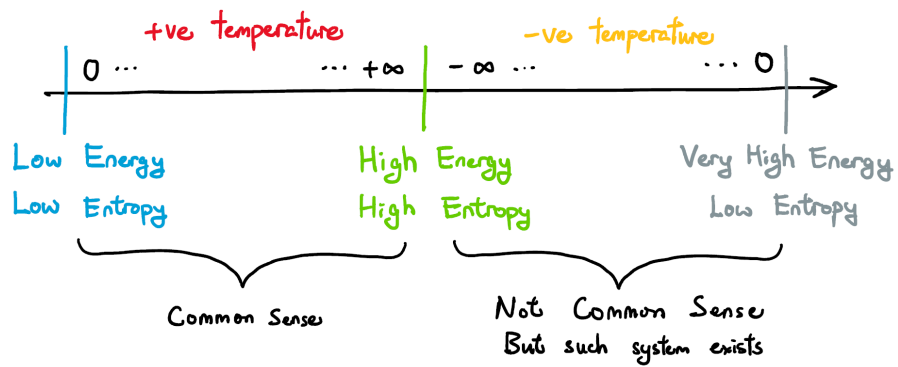 +ve temperature
-ve temperature
0 ... ... +∞
- ∞ ... ... 0
Low Energy
Low Entropy
High Energy
High Entropy
Very High Energy
Low Entropy
Common Sense
Not Common Sense
But such system exists